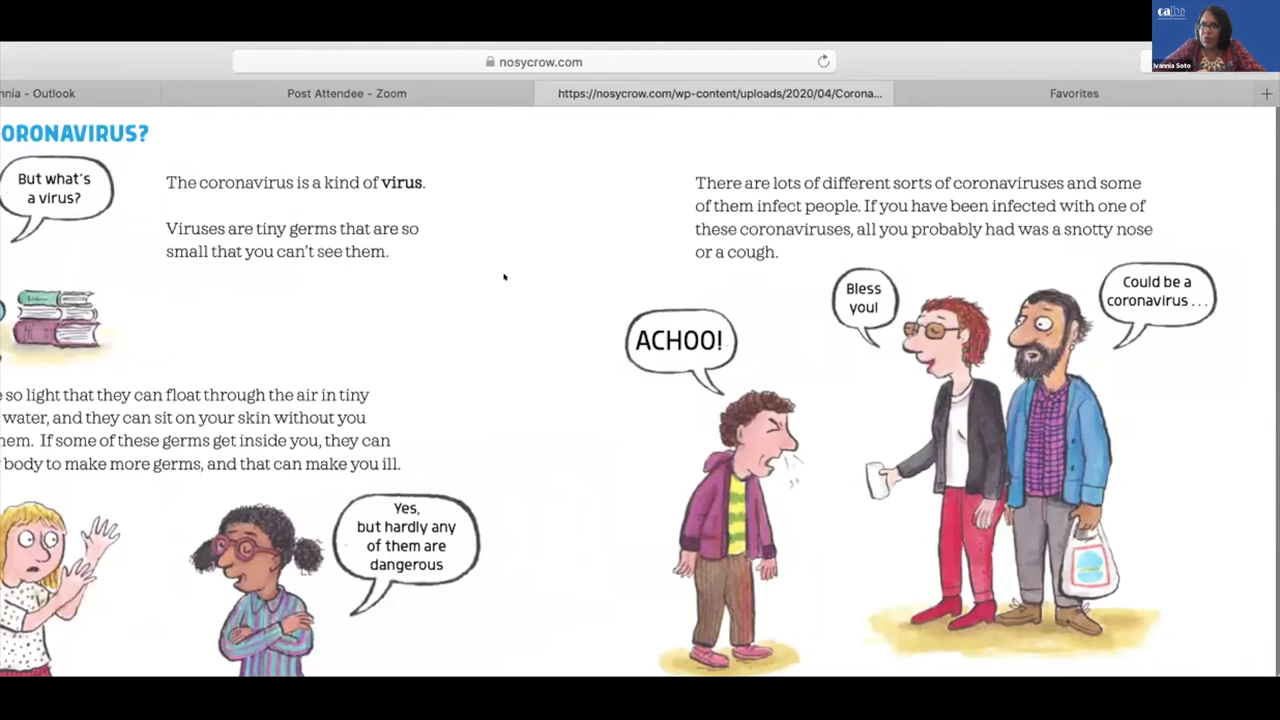 cabe
Ivannia Soto
nosycrow.com
nnia - Outlook
Post Attendee - Zoom
https://nosycrow.com/wp-content/uploads/2020/04/Corona...
Favorites
ORONAVIRUS?
But what's
a virus?
The coronavirus is a kind of virus.
Viruses are tiny germs that are so
small that you can't see them.
e so light that they can float through the air in tiny
water, and they can sit on your skin without you
hem. If some of these germs get inside you, they can
body to make more germs, and that can make you ill.
Yes,
but hardly any
of them are
dangerous
There are lots of different sorts of coronaviruses and some
of them infect people. If you have been infected with one of
these coronaviruses, all you probably had was a snotty nose
or a cough.
ACHOO!
Bless
you!
Could be a
coronavirus . . .